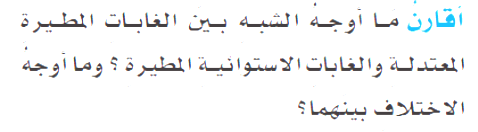 أقارنُ ما أوجهُ الشبه بين الغابات المطيرة
المعتدلة والغابات الاستوائية المطيرة ؟ وما أوجهُ
الاختلاف بينهما؟